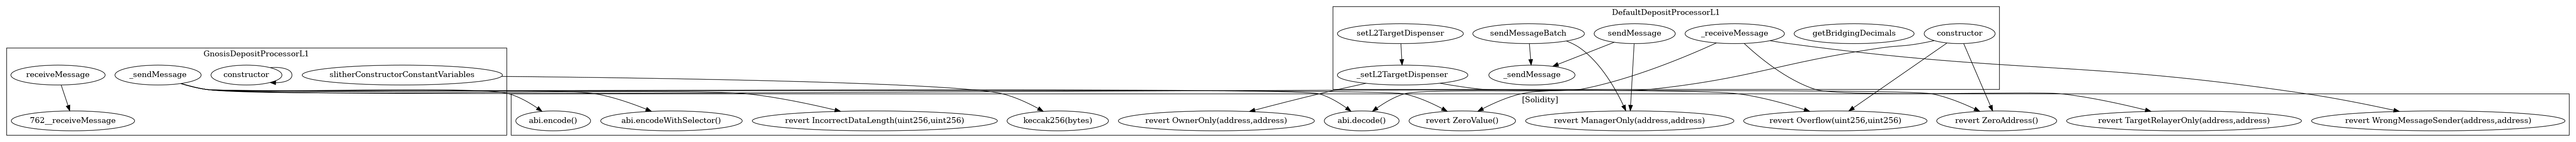 DefaultDepositProcessorL1
setL2TargetDispenser
sendMessageBatch
sendMessage
_receiveMessage
getBridgingDecimals
constructor
GnosisDepositProcessorL1
receiveMessage
_sendMessage
constructor
slitherConstructorConstantVariables
_setL2TargetDispenser
_sendMessage
[Solidity]
762__receiveMessage
abi.encode()
abi.encodeWithSelector()
revert IncorrectDataLength(uint256,uint256)
keccak256(bytes)
revert OwnerOnly(address,address)
abi.decode()
revert ZeroValue()
revert ManagerOnly(address,address)
revert Overflow(uint256,uint256)
revert ZeroAddress()
revert TargetRelayerOnly(address,address)
revert WrongMessageSender(address,address)